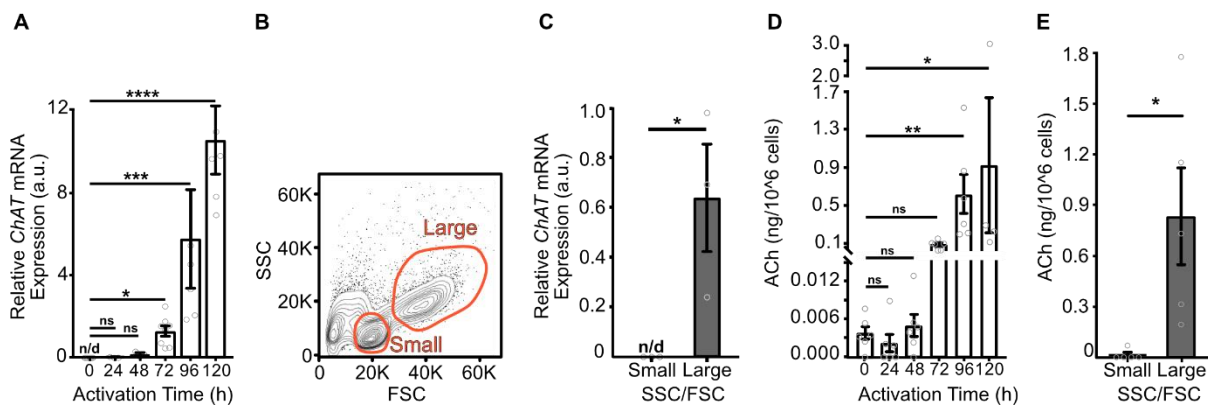 A
Relative ChAT mRNA
Expression (a.u.)
12
8
4
0
****
***
*
ns
ns
n/d
0 24 48 72 96 120
Activation Time (h)
B
SSC
60K
40K
20K
0
Large
Small
0 20K 40K 60K
FSC
C
Relative ChAT mRNA
Expression (a.u.)
1.0
0.8
0.6
0.4
0.2
0
*
n/d
Small Large
SSC/FSC
D
ACh (ng/10^6 cells)
3.0
2.0
1.7
1.3
0.9
0.5
0.1
0.012
0.006
0.003
0.000
*
**
ns
ns
ns
0 24 48 72 96 120
Activation Time (h)
E
ACh (ng/10^6 cells)
1.8
1.5
1.2
0.9
0.6
0.3
0
*
Small Large
SSC/FSC